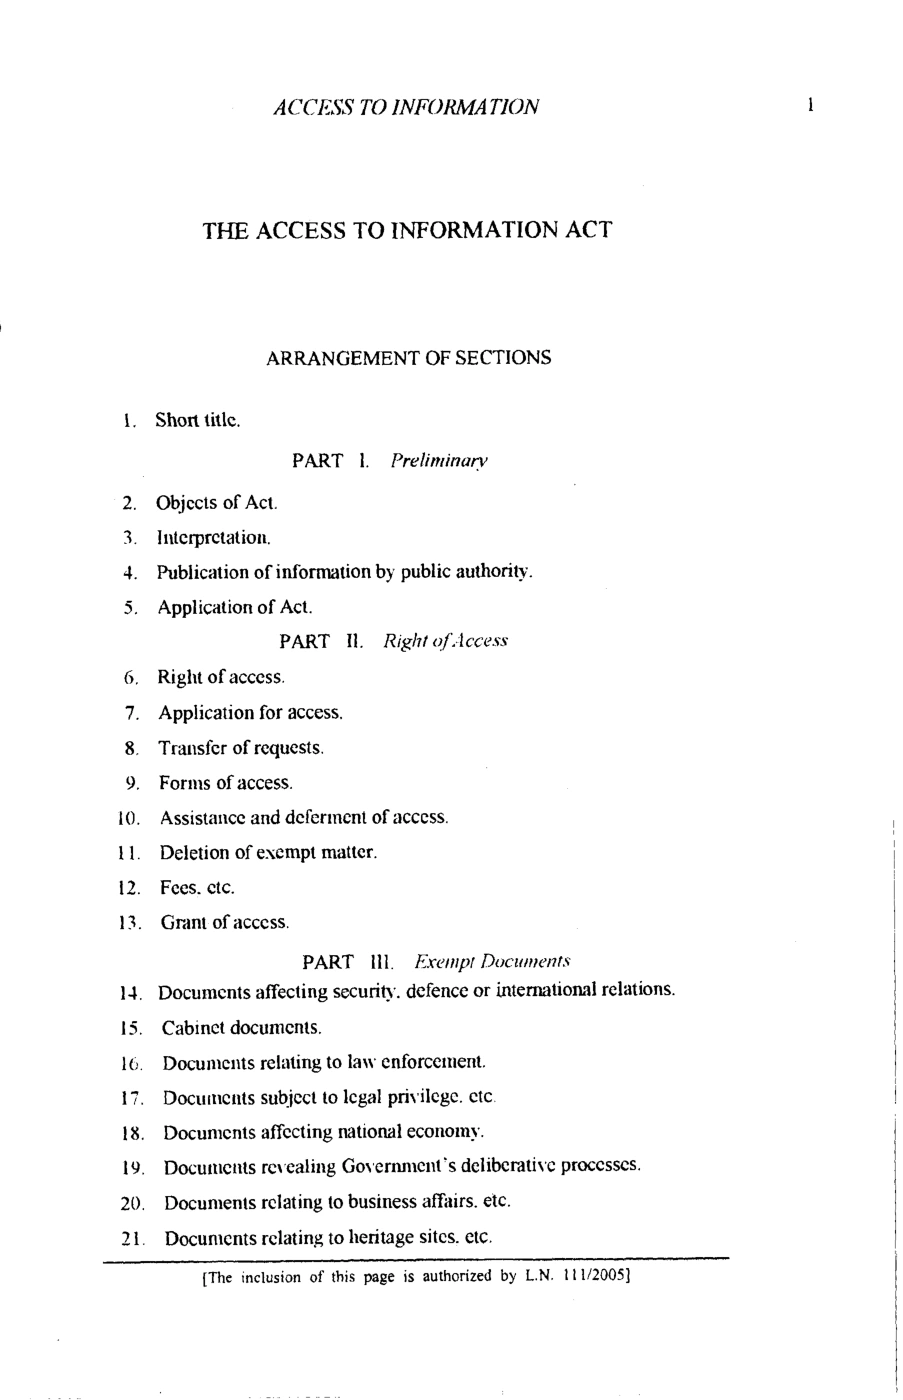 ACCESS TO INFORMATION 1
THE ACCESS TO INFORMATION ACT
ARRANGEMENT OF SECTIONS
1. Short title.
PART I. Preliminary
2. Objects of Act.
3. Interpretation.
4. Publication of information by public authority.
5. Application of Act.
PART II. Right of Access
6. Right of access.
7. Application for access.
8. Transfer of requests.
9. Forms of access.
10. Assistance and deferment of access.
11. Deletion of exempt matter.
12. Fees, etc.
13. Grant of access.
PART III. Exempt Documents
14. Documents affecting security, defence or international relations.
15. Cabinet documents.
16. Documents relating to law enforcement.
17. Documents subject to legal privilege, etc.
18. Documents affecting national economy.
19. Documents revealing Government's deliberative processes.
20. Documents relating to business affairs, etc.
21. Documents relating to heritage sites, etc.
[The inclusion of this page is authorized by L.N. 111/2005]